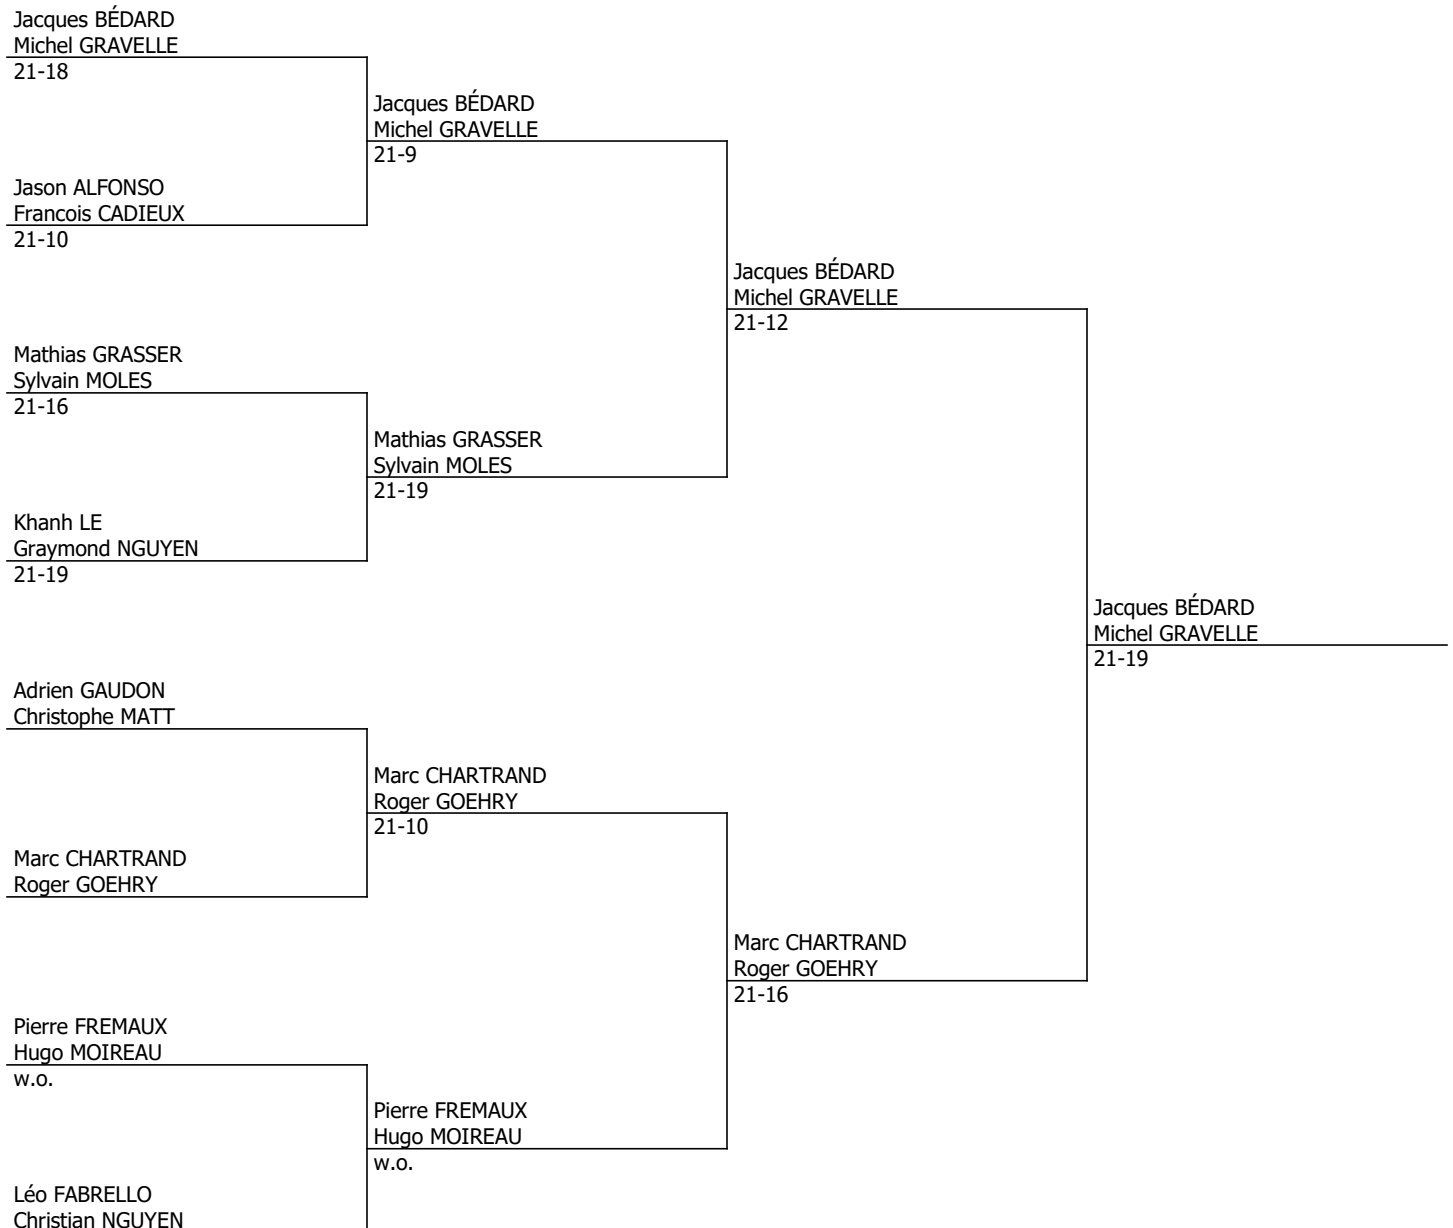 Jacques BÉDARD
Michel GRAVELLE
21-18
Jacques BÉDARD
Michel GRAVELLE
21-9
Jason ALFONSO
Francois CADIEUX
21-10
Jacques BÉDARD
Michel GRAVELLE
21-12
Mathias GRASSER
Sylvain MOLES
21-16
Mathias GRASSER
Sylvain MOLES
21-19
Khanh LE
Graymond NGUYEN
21-19
Jacques BÉDARD
Michel GRAVELLE
21-19
Adrien GAUDON
Christophe MATT
Marc CHARTRAND
Roger GOEHRY
21-10
Marc CHARTRAND
Roger GOEHRY
Marc CHARTRAND
Roger GOEHRY
21-16
Pierre FREMAUX
Hugo MOIREAU
w.o.
Pierre FREMAUX
Hugo MOIREAU
w.o.
Léo FABRELLO
Christian NGUYEN